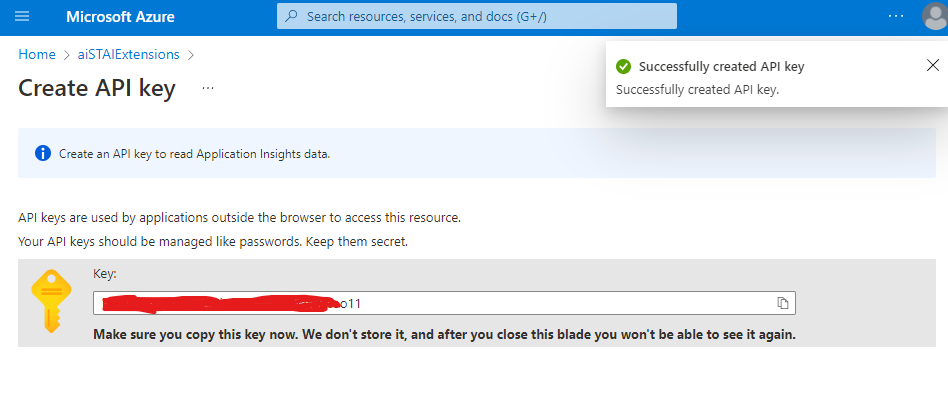 Microsoft Azure
Search resources, services, and docs (G+/)
Home > aiSTAIExtensions >
Successfully created API key
Successfully created API key.
Create API key
Create an API key to read Application Insights data.
API keys are used by applications outside the browser to access this resource.
Your API keys should be managed like passwords. Keep them secret.
Key:
o11
Make sure you copy this key now. We don't store it, and after you close this blade you won't be able to see it again.